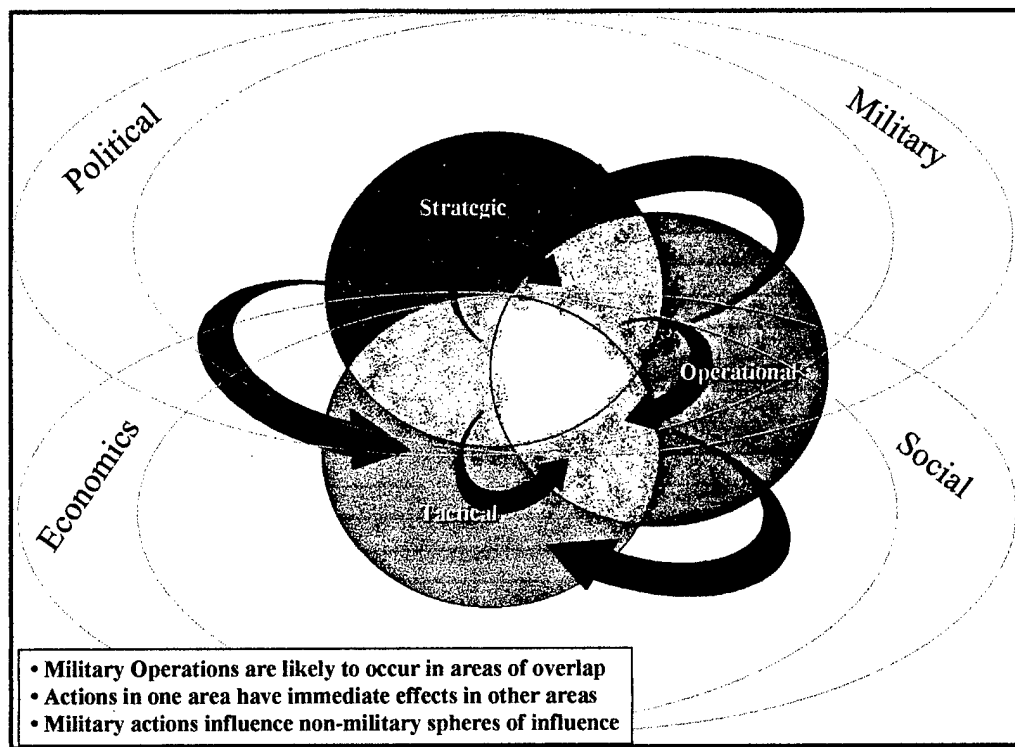 Political
Military
Strategic
Operational
Economics
Social
Tactical
• Military Operations are likely to occur in areas of overlap
• Actions in one area have immediate effects in other areas
• Military actions influence non-military spheres of influence